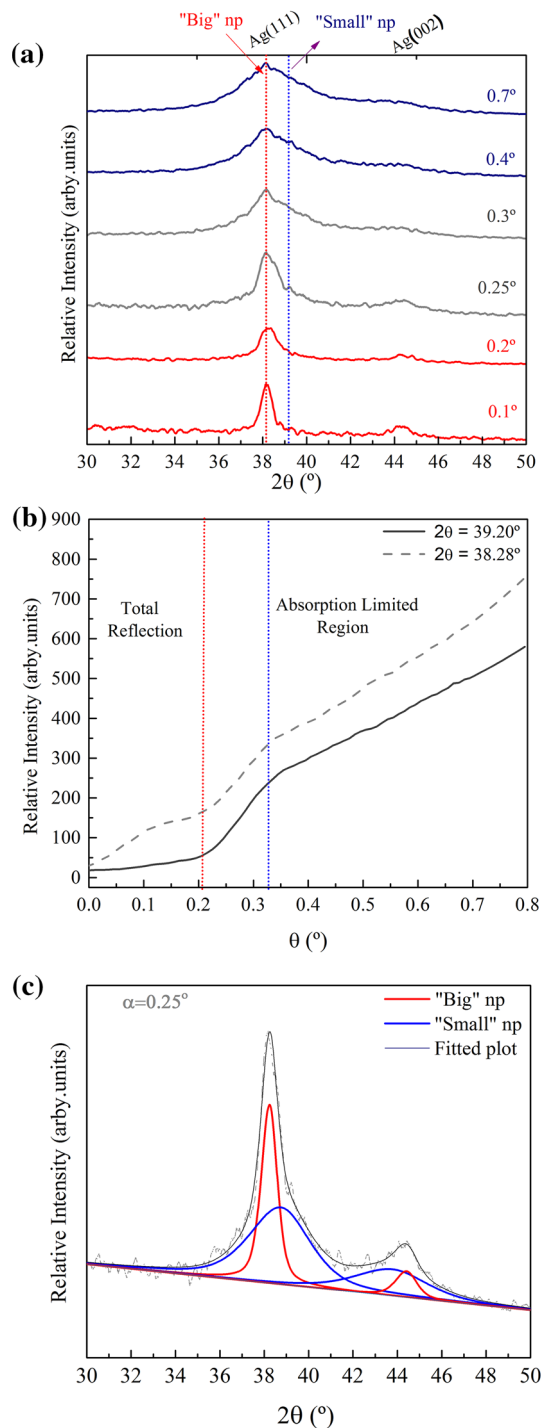 (a)
"Big" np
Ag(111)
"Small" np
Ag(002)
0.7º
0.4º
0.3º
0.25º
0.2º
0.1º
Relative Intensity (arby.units)
30 32 34 36 38 40 42 44 46 48 50
2θ (º)
(b)
900
800
700
600
500
400
300
200
100
0
2θ = 39.20º
2θ = 38.28º
Total
Reflection
Absorption Limited
Region
Relative Intensity (arby.units)
0.0 0.1 0.2 0.3 0.4 0.5 0.6 0.7 0.8
θ (º)
(c)
α=0.25º
"Big" np
"Small" np
Fitted plot
Relative Intensity (arby.units)
30 32 34 36 38 40 42 44 46 48 50
2θ (º)